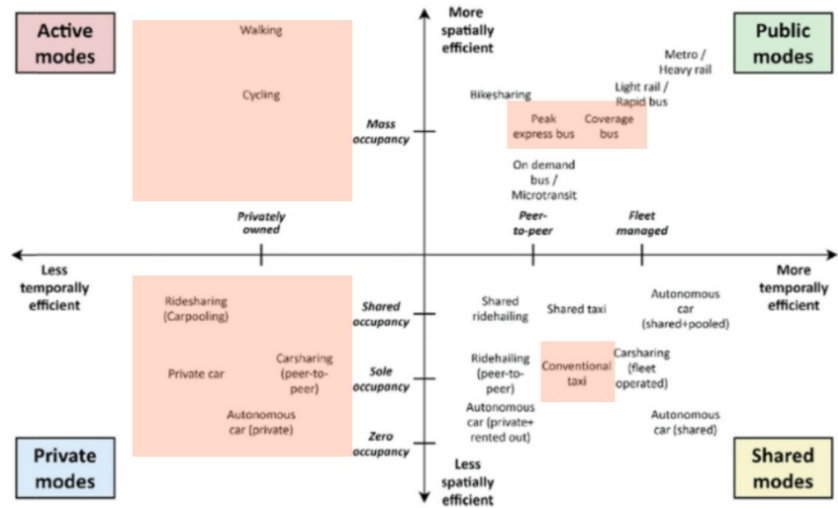 Active
modes
More
spatially
efficient
Public
modes
Walking
Cycling
Mass
occupancy
Bikesharing
Metro /
Heavy rail
Light rail /
Rapid bus
Peak
express bus
Coverage
bus
On demand
bus /
Microtransit
Privately
owned
Peer-
to-peer
Fleet
managed
Less
temporally
efficient
More
temporally
efficient
Ridesharing
(Carpooling)
Shared
occupancy
Shared
ridehailing
Shared taxi
Autonomous
car
(shared+pooled)
Private car
Carsharing
(peer-to-
peer)
Sole
occupancy
Ridehailing
(peer-to-
peer)
Conventional
taxi
Carsharing
(fleet
operated)
Autonomous
car (private)
Autonomous
car (private+
rented out)
Autonomous
car (shared)
Zero
occupancy
Private
modes
Less
spatially
efficient
Shared
modes